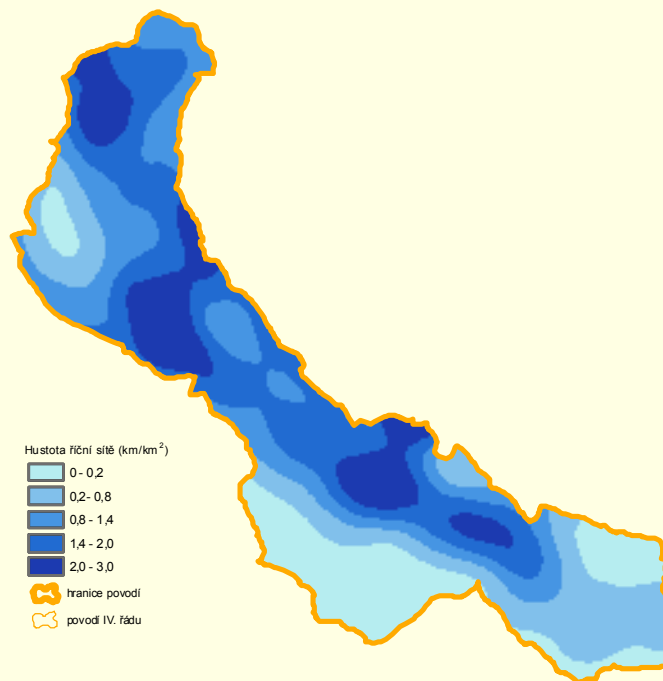 Hustota říční sítě (km/km²)
0 - 0,2
0,2- 0,8
0,8 - 1,4
1,4 - 2,0
2,0 - 3,0
hranice povodí
povodí IV. řádu